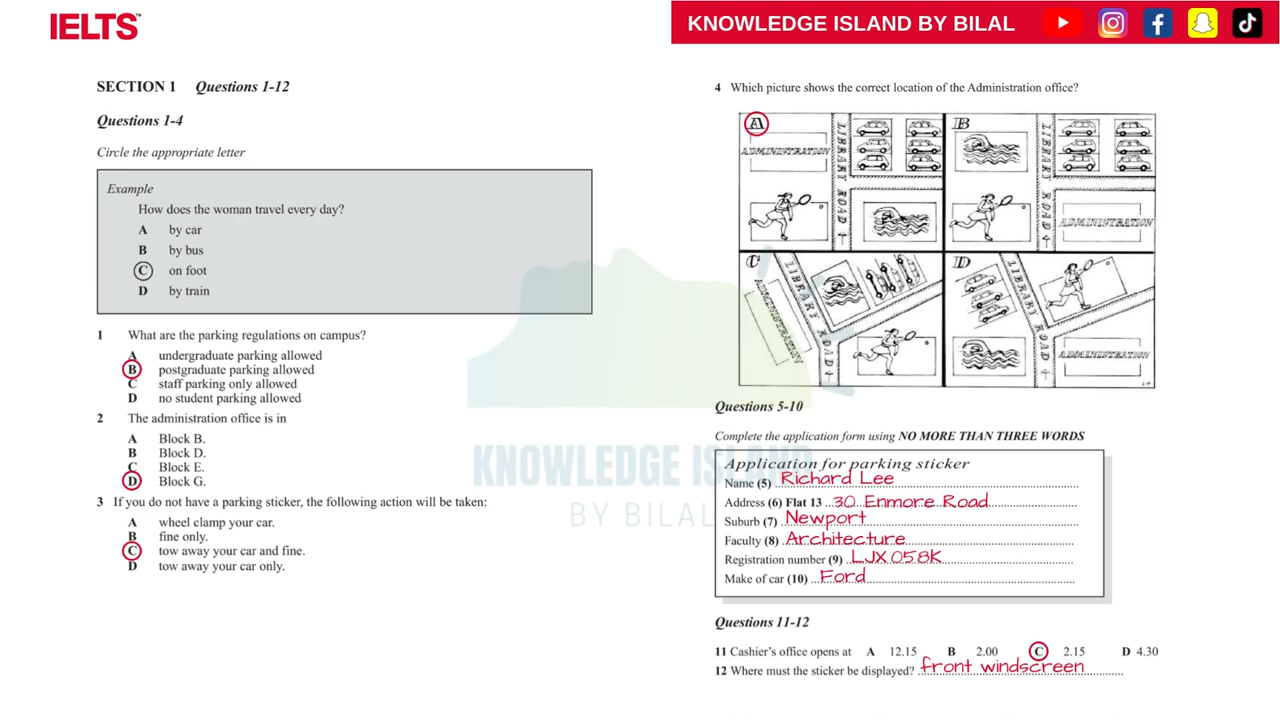 IELTS™
KNOWLEDGE ISLAND BY BILAL
SECTION 1 Questions 1-12
Questions 1-4
Circle the appropriate letter
Example
How does the woman travel every day?
A by car
B by bus
C on foot
D by train
1 What are the parking regulations on campus?
A undergraduate parking allowed
B postgraduate parking allowed
C staff parking only allowed
D no student parking allowed
2 The administration office is in
A Block B.
B Block D.
C Block E.
D Block G.
3 If you do not have a parking sticker, the following action will be taken:
A wheel clamp your car.
B fine only.
C tow away your car and fine.
D tow away your car only.
KNOWLEDGE ISLAND
BY BILAL
4 Which picture shows the correct location of the Administration office?
A
ADMINISTRATION
LIBRARY ROAD
B
LIBRARY ROAD
ADMINISTRATION
C
ADMINISTRATION
LIBRARY ROAD
D
LIBRARY ROAD
ADMINISTRATION
Questions 5-10
Complete the application form using NO MORE THAN THREE WORDS
Application for parking sticker
Name (5) Richard Lee
Address (6) Flat 13 30 Enmore Road
Suburb (7) Newport
Faculty (8) Architecture
Registration number (9) LJX 058K
Make of car (10) Ford
Questions 11-12
11 Cashier's office opens at A 12.15 B 2.00 C 2.15 D 4.30
12 Where must the sticker be displayed? front windscreen